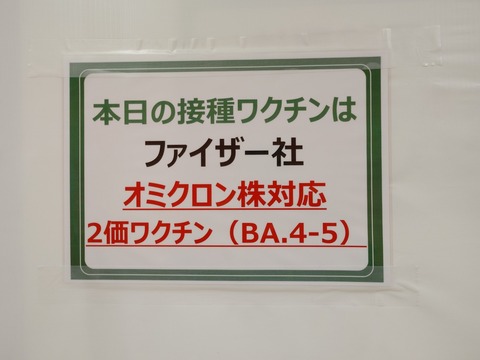 本日の接種ワクチンは
ファイザー社
オミクロン株対応
2価ワクチン（BA.4-5）